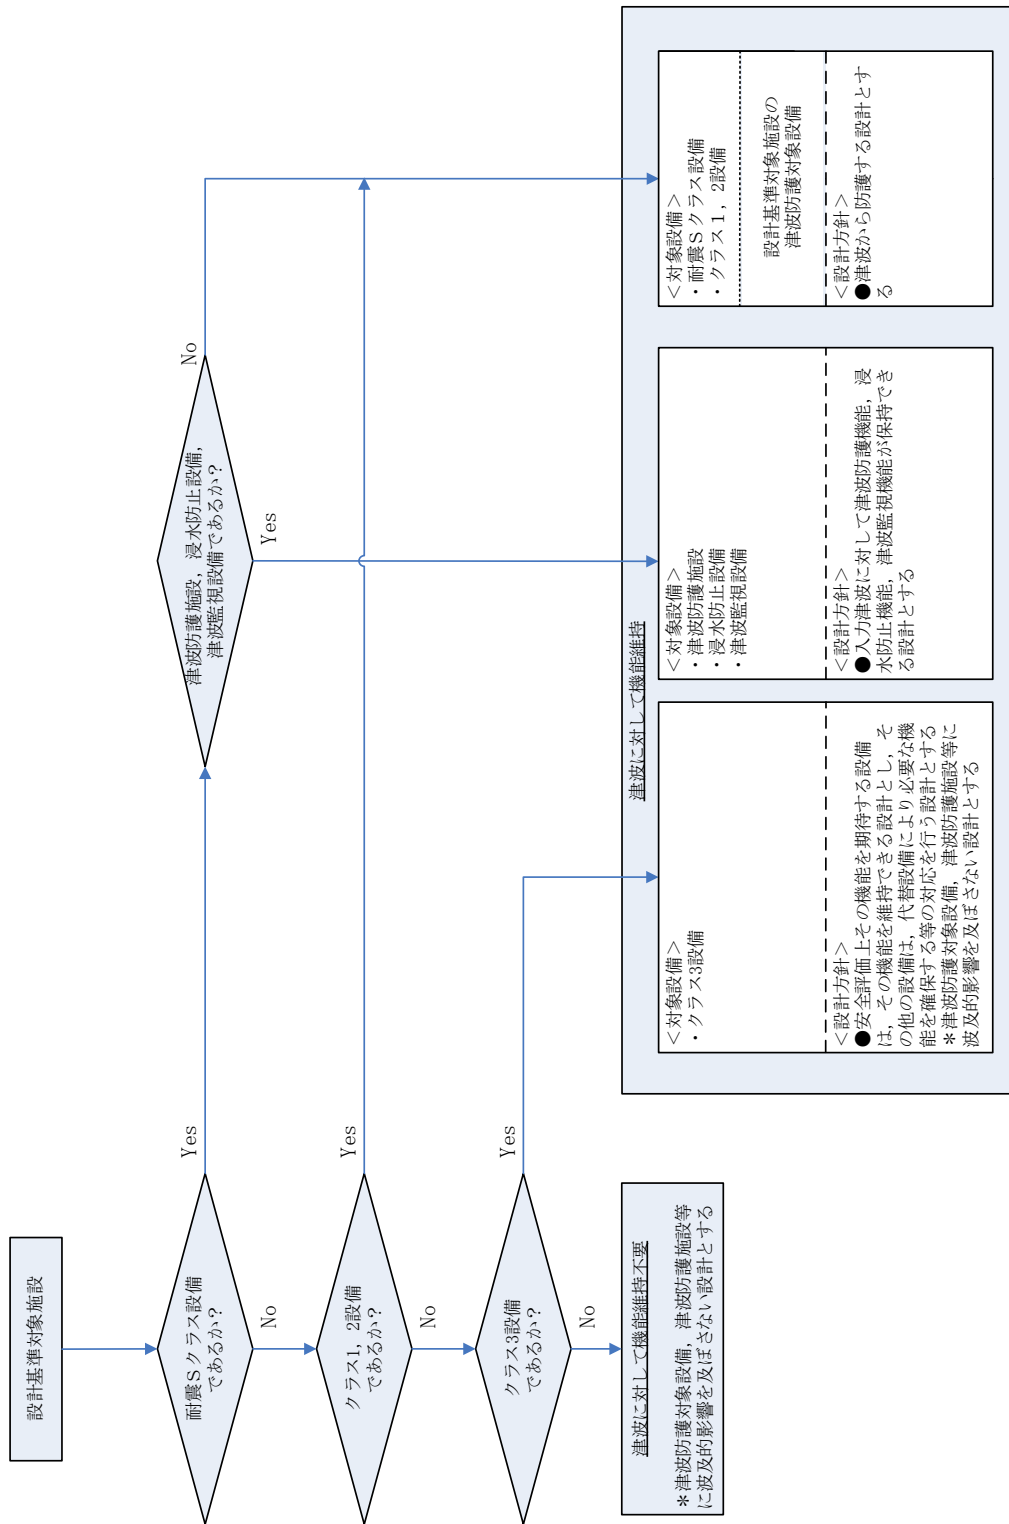 設計基準対象施設
耐震Sクラス設備
であるか?
Yes
No
津波防護施設，浸水防止設備，
津波監視設備であるか?
No
Yes
クラス1, 2設備
であるか?
Yes
No
クラス3設備
であるか?
Yes
No
津波に対して機能維持不要
＊津波防護対象設備，津波防護施設等
に波及的影響を及ぼさない設計とする
津波に対して機能維持
＜対象設備＞
・クラス3設備
＜設計方針＞
●安全評価上その機能を期待する設備
は，その機能を維持できる設計とし，そ
の他の設備は，代替設備により必要な機
能を確保する等の対応を行う設計とする
＊津波防護対象設備，津波防護施設等に
波及的影響を及ぼさない設計とする
＜対象設備＞
・津波防護施設
・浸水防止設備
・津波監視設備
＜設計方針＞
●入力津波に対して津波防護機能，浸
水防止機能，津波監視機能が保持でき
る設計とする
＜対象設備＞
・耐震Sクラス設備
・クラス1, 2設備
設計基準対象施設の
津波防護対象設備
＜設計方針＞
●津波から防護する設計とす
る